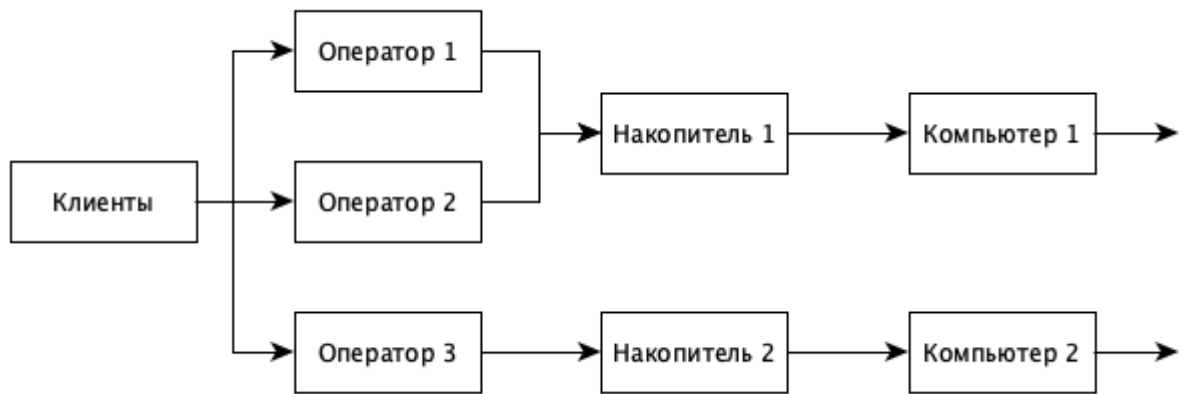 Оператор 1
Накопитель 1
Компьютер 1
Клиенты
Оператор 2
Оператор 3
Накопитель 2
Компьютер 2